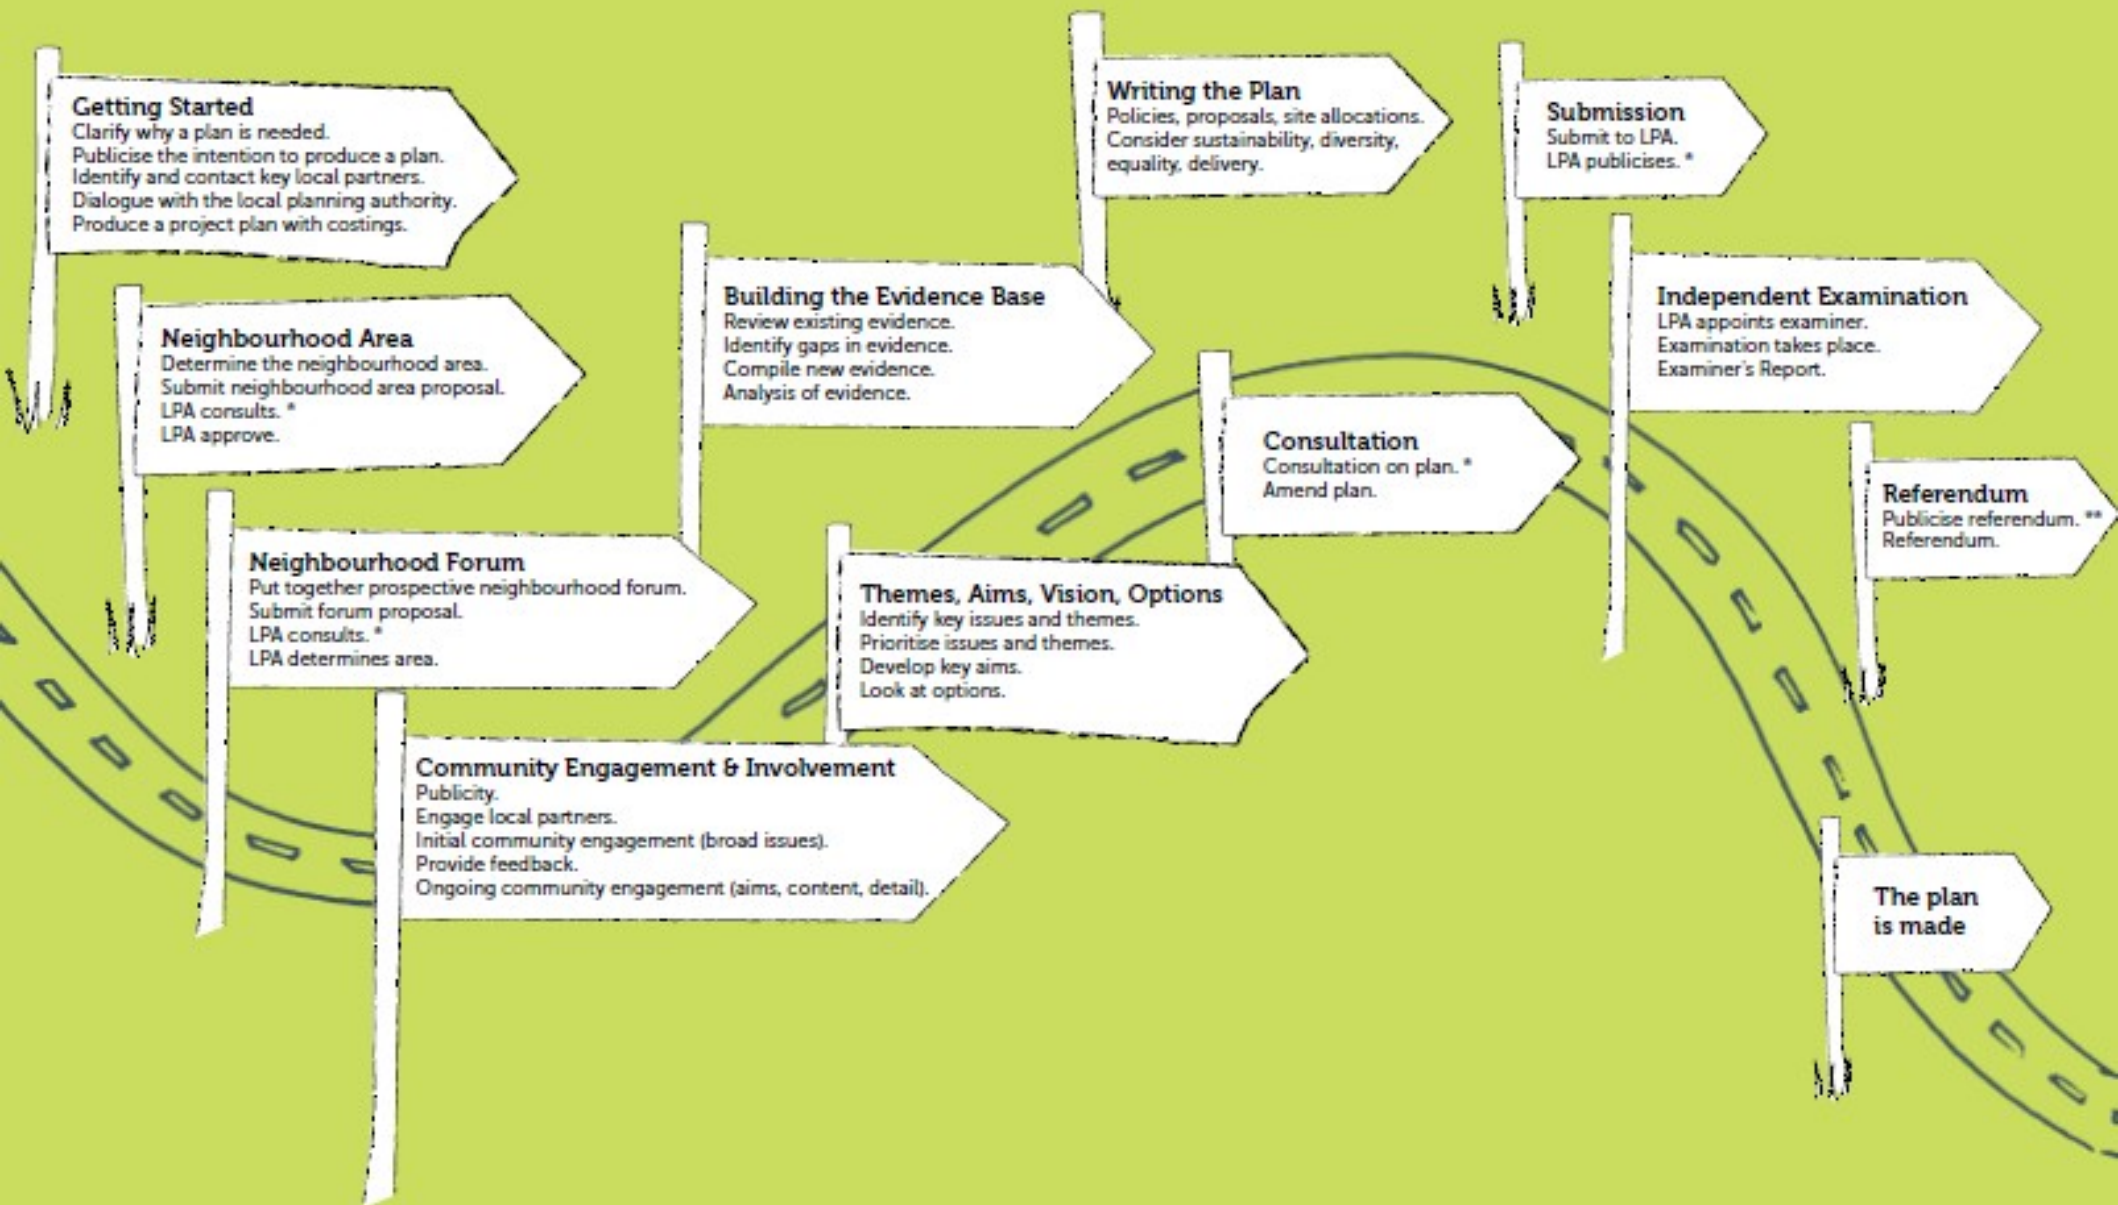 Getting Started
Clarify why a plan is needed.
Publicise the intention to produce a plan.
Identify and contact key local partners.
Dialogue with the local planning authority.
Produce a project plan with costings.
Neighbourhood Area
Determine the neighbourhood area.
Submit neighbourhood area proposal.
LPA consults. *
LPA approve.
Neighbourhood Forum
Put together prospective neighbourhood forum.
Submit forum proposal.
LPA consults. *
LPA determines area.
Community Engagement & Involvement
Publicity.
Engage local partners.
Initial community engagement (broad issues).
Provide feedback.
Ongoing community engagement (aims, content, detail).
Building the Evidence Base
Review existing evidence.
Identify gaps in evidence.
Compile new evidence.
Analysis of evidence.
Themes, Aims, Vision, Options
Identify key issues and themes.
Prioritise issues and themes.
Develop key aims.
Look at options.
Writing the Plan
Policies, proposals, site allocations.
Consider sustainability, diversity,
equality, delivery.
Consultation
Consultation on plan. *
Amend plan.
Submission
Submit to LPA.
LPA publicises. *
Independent Examination
LPA appoints examiner.
Examination takes place.
Examiner's Report.
Referendum
Publicise referendum. **
Referendum.
The plan
is made